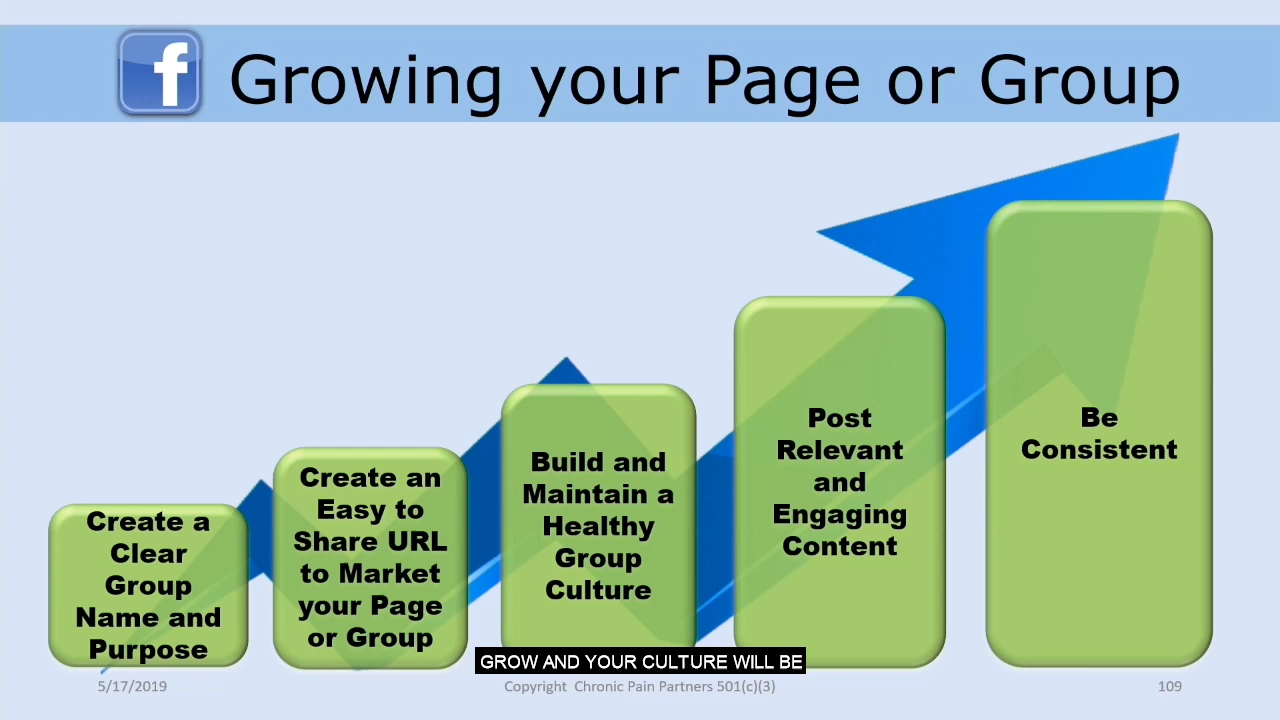 f Growing your Page or Group
Create a
Clear
Group
Name and
Purpose
Create an
Easy to
Share URL
to Market
your Page
or Group
Build and
Maintain a
Healthy
Group
Culture
Post
Relevant
and
Engaging
Content
Be
Consistent
GROW AND YOUR CULTURE WILL BE
5/17/2019
Copyright Chronic Pain Partners 501(c)(3)
109